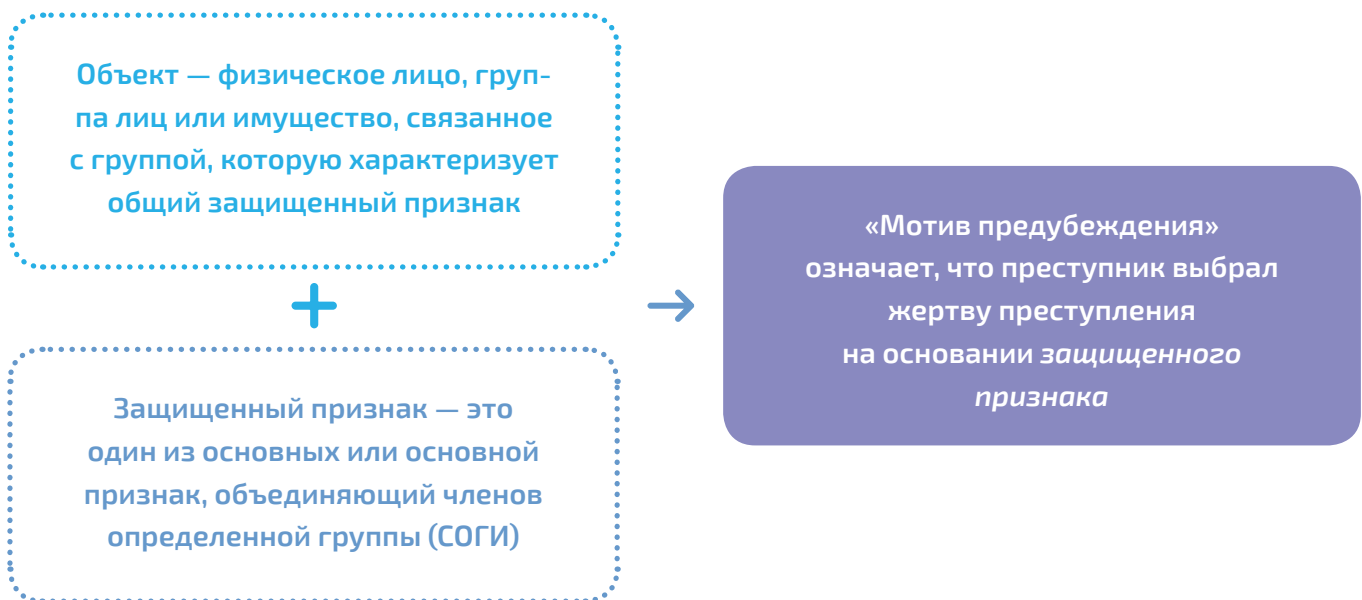 Объект — физическое лицо, груп-
па лиц или имущество, связанное
с группой, которую характеризует
общий защищенный признак
Защищенный признак — это
один из основных или основной
признак, объединяющий членов
определенной группы (СОГИ)
«Мотив предубеждения»
означает, что преступник выбрал
жертву преступления
на основании защищенного
признака